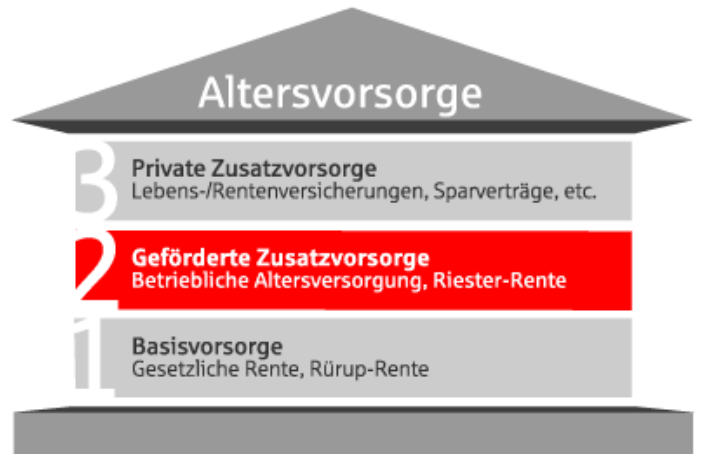 Altersvorsorge
3
Private Zusatzvorsorge
Lebens-/Rentenversicherungen, Sparverträge, etc.
2
Geförderte Zusatzvorsorge
Betriebliche Altersversorgung, Riester-Rente
1
Basisvorsorge
Gesetzliche Rente, Rürup-Rente